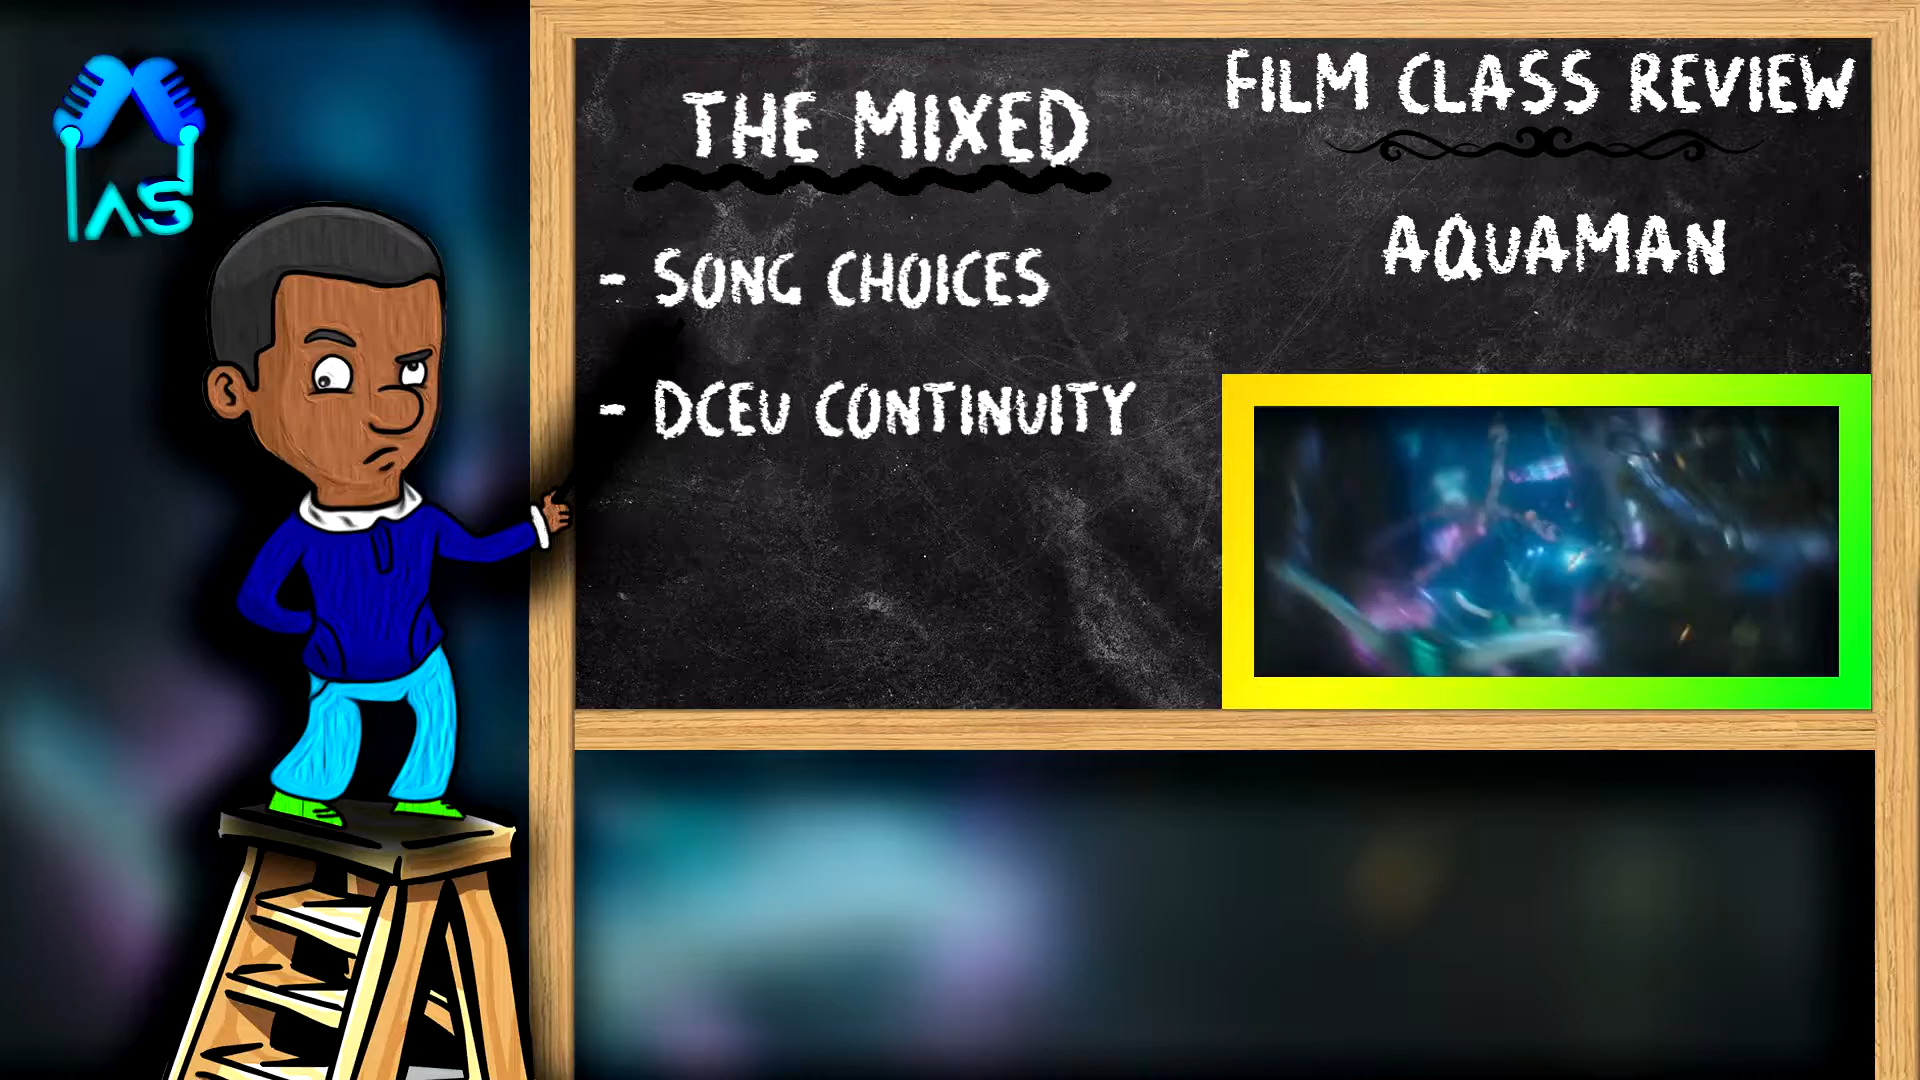 AS
THE MIXED
- SONG CHOICES
- DCEU CONTINUITY
FILM CLASS REVIEW
AQUAMAN